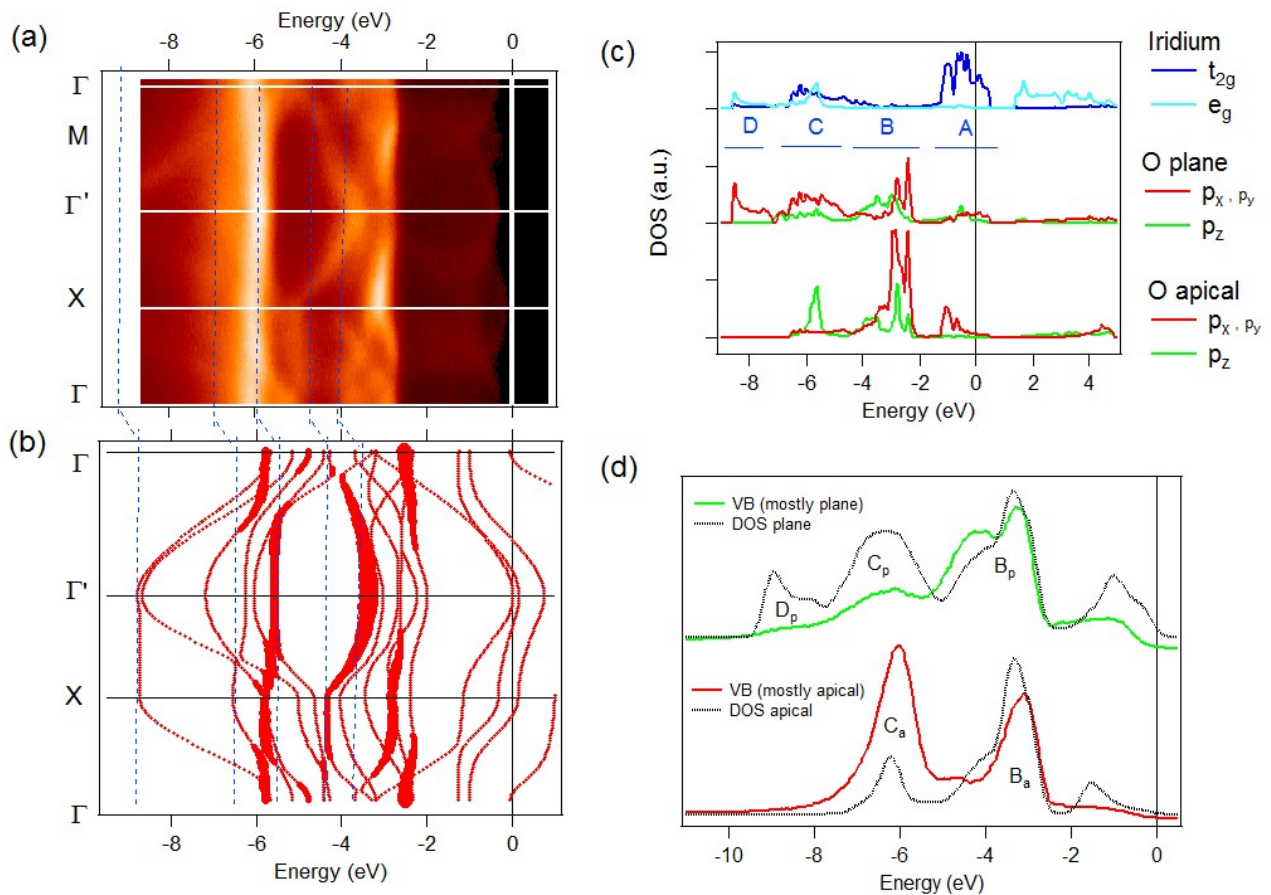 (a)
Energy (eV)
-8 -6 -4 -2 0
Γ
M
Γ'
X
Γ
(b)
Γ
Γ'
X
Γ
-8 -6 -4 -2 0
Energy (eV)
(c)
DOS (a.u.)
D C B A
-8 -6 -4 -2 0 2 4
Energy (eV)
Iridium
t2g
eg
O plane
px , py
pz
O apical
px , py
pz
(d)
VB (mostly plane)
DOS plane
Dp
Cp
Bp
VB (mostly apical)
DOS apical
Ca
Ba
-10 -8 -6 -4 -2 0
Energy (eV)